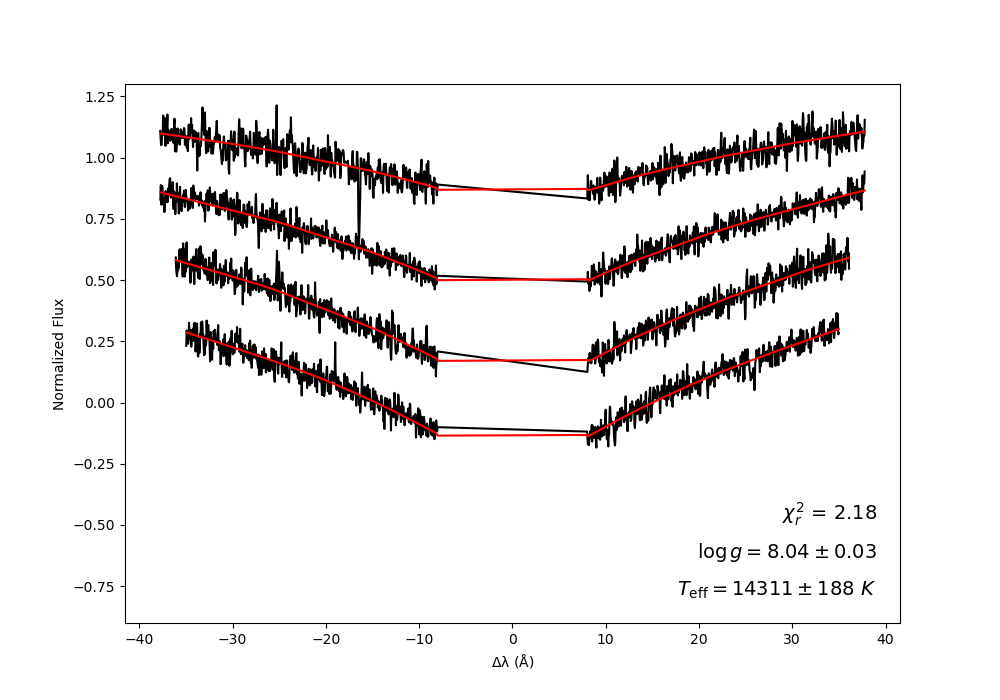 1.25
1.00
0.75
0.50
0.25
0.00
−0.25
−0.50
−0.75
Normalized Flux
χ_r^2 = 2.18
log g = 8.04 ± 0.03
T_eff = 14311 ± 188 K
−40 −30 −20 −10 0 10 20 30 40
Δλ (Å)